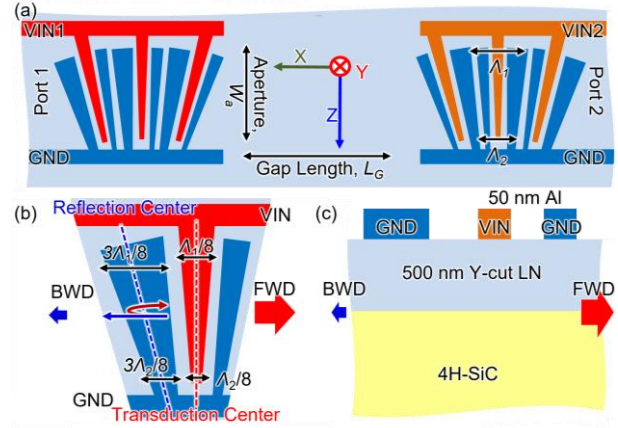 (a)
VIN1
VIN2
Port 1
Aperture,
Wₐ
X
Y
Z
Λ₁
Port 2
Λ₂
GND
Gap Length, L_G
GND
(b)
Reflection Center
VIN
3Λ₁/8
Λ₁/8
BWD
FWD
3Λ₂/8
Λ₂/8
GND
Transduction Center
(c)
50 nm Al
GND
VIN
GND
500 nm Y-cut LN
BWD
FWD
4H-SiC